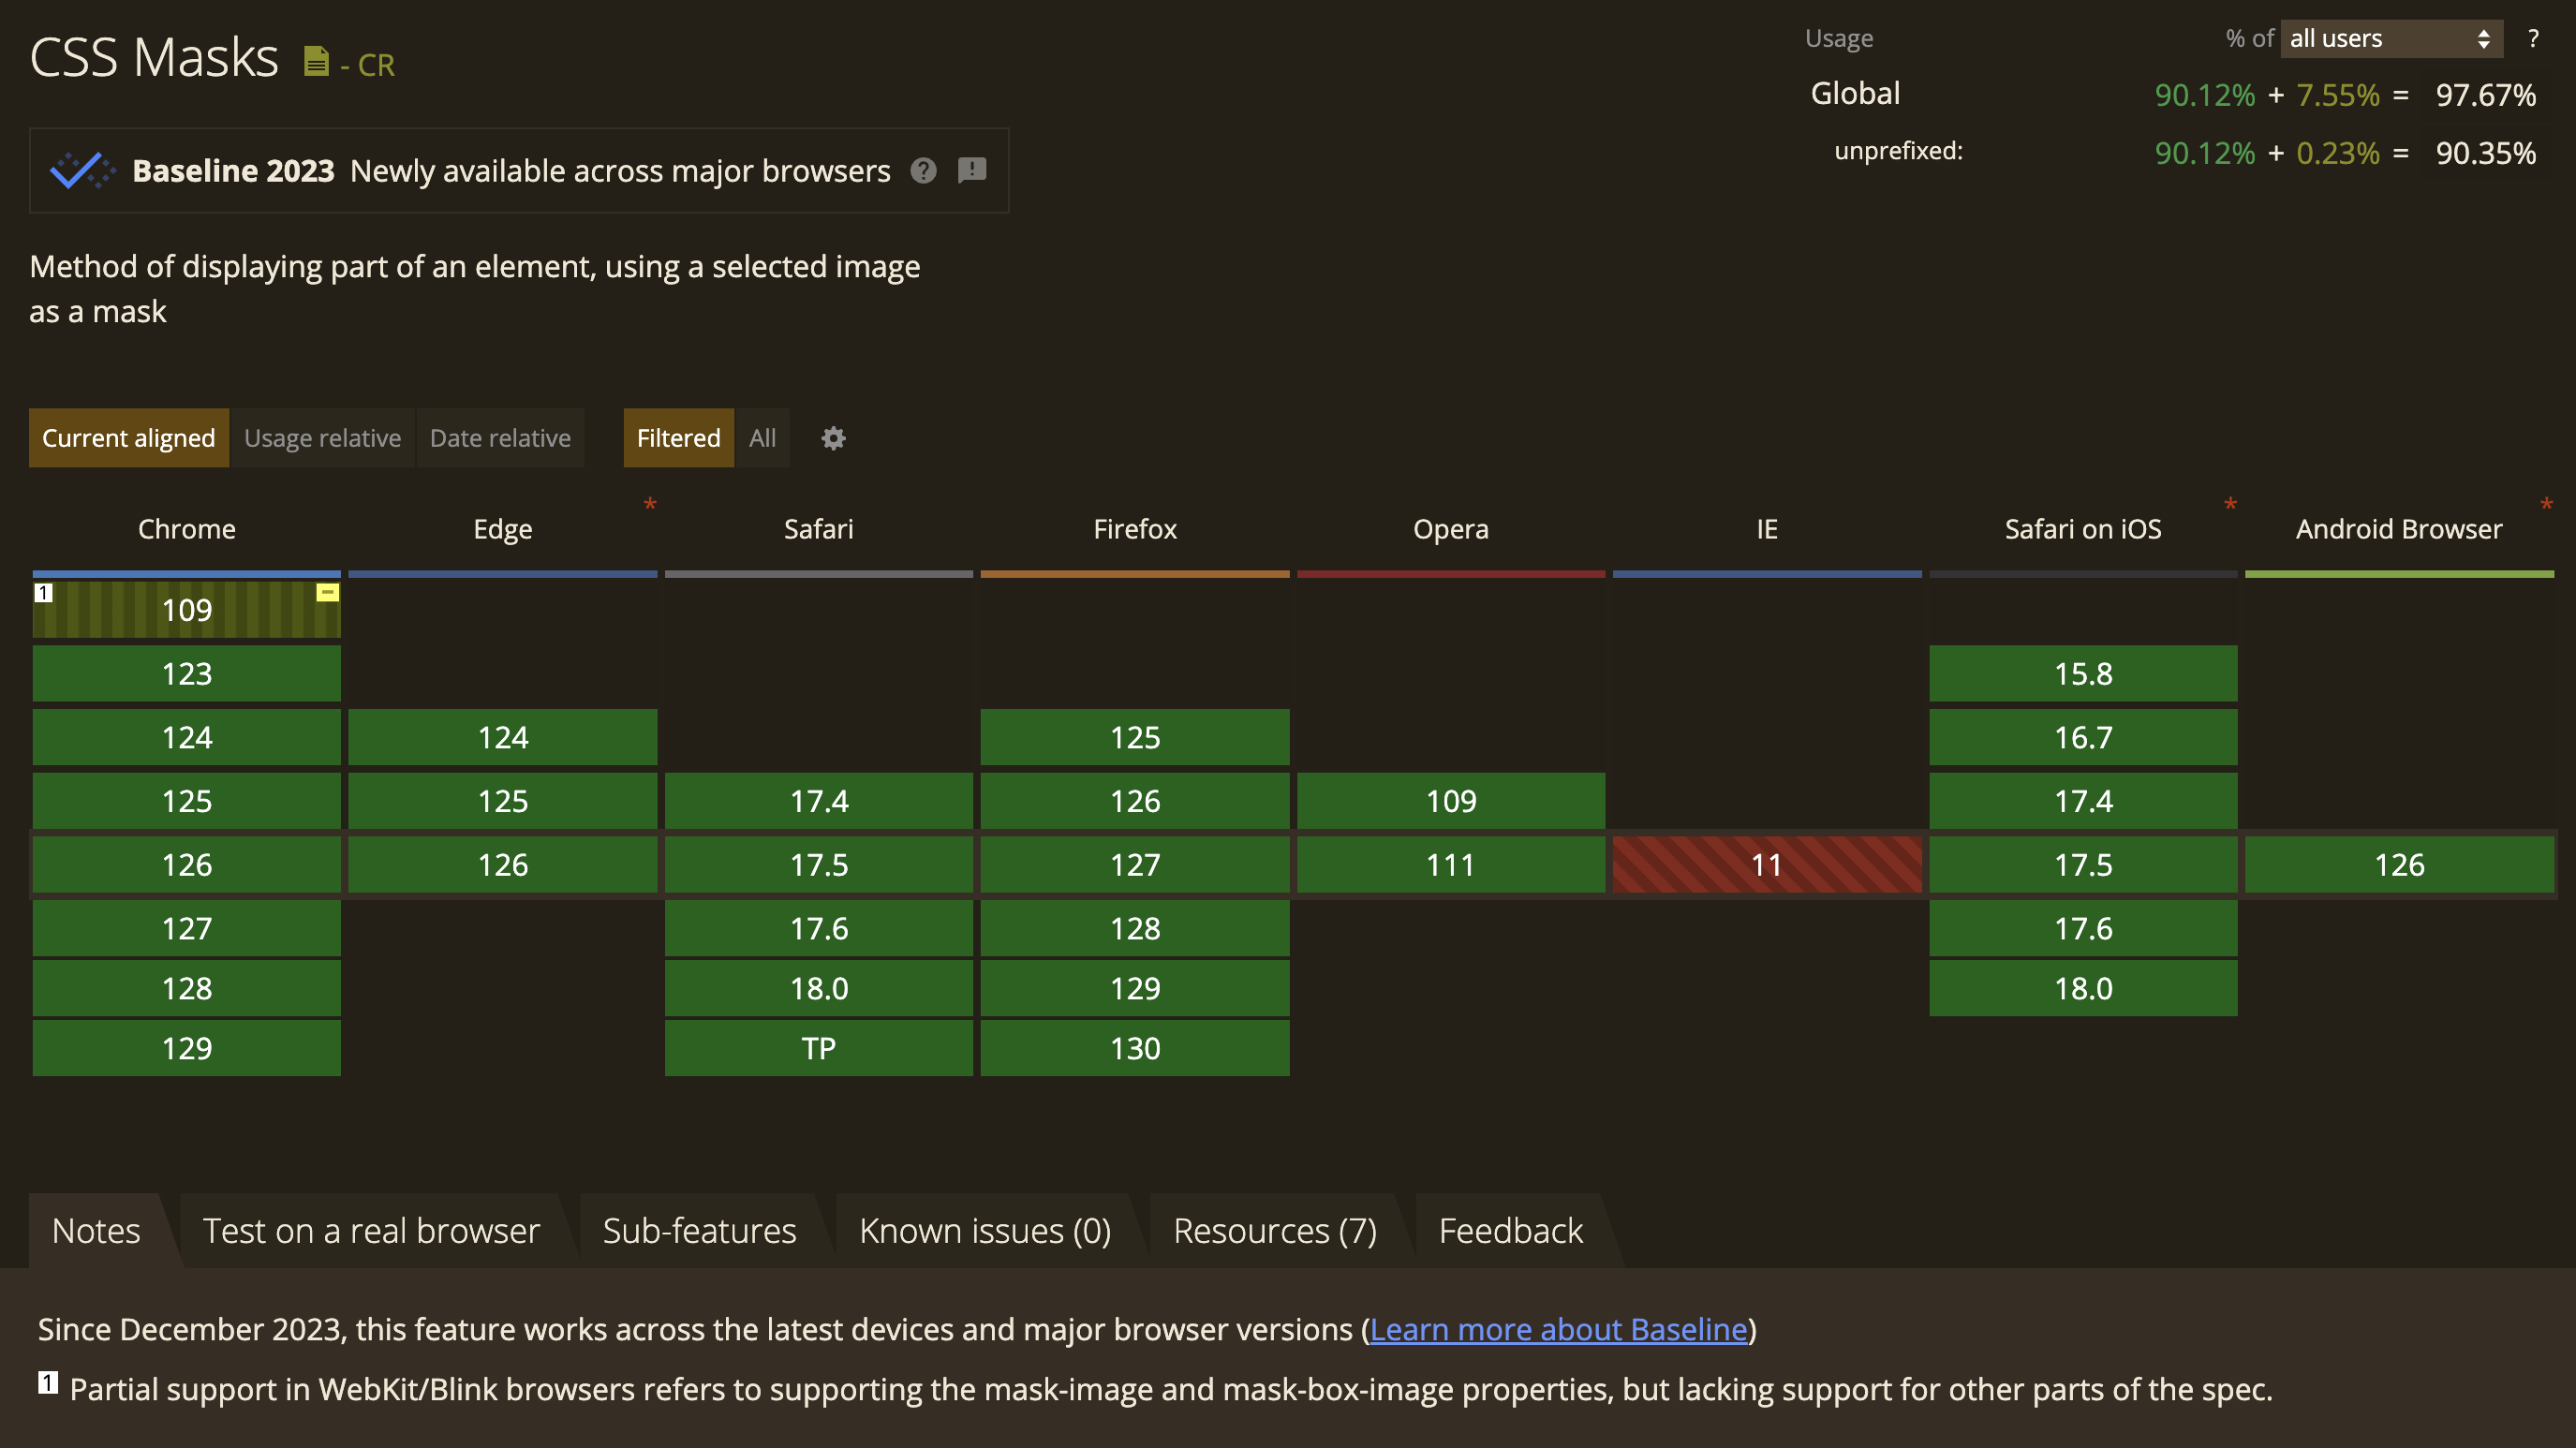 CSS Masks - CR
Usage % of all users ?
Global 90.12% + 7.55% = 97.67%
unprefixed: 90.12% + 0.23% = 90.35%
Baseline 2023 Newly available across major browsers ? !
Method of displaying part of an element, using a selected image
as a mask
Current aligned Usage relative Date relative Filtered All
Chrome Edge * Safari Firefox Opera IE Safari on iOS * Android Browser *
1 109 -
123 15.8
124 124 125 16.7
125 125 17.4 126 109 17.4
126 126 17.5 127 111 11 17.5 126
127 17.6 128 17.6
128 18.0 129 18.0
129 TP 130
Notes Test on a real browser Sub-features Known issues (0) Resources (7) Feedback
Since December 2023, this feature works across the latest devices and major browser versions (Learn more about Baseline)
1 Partial support in WebKit/Blink browsers refers to supporting the mask-image and mask-box-image properties, but lacking support for other parts of the spec.